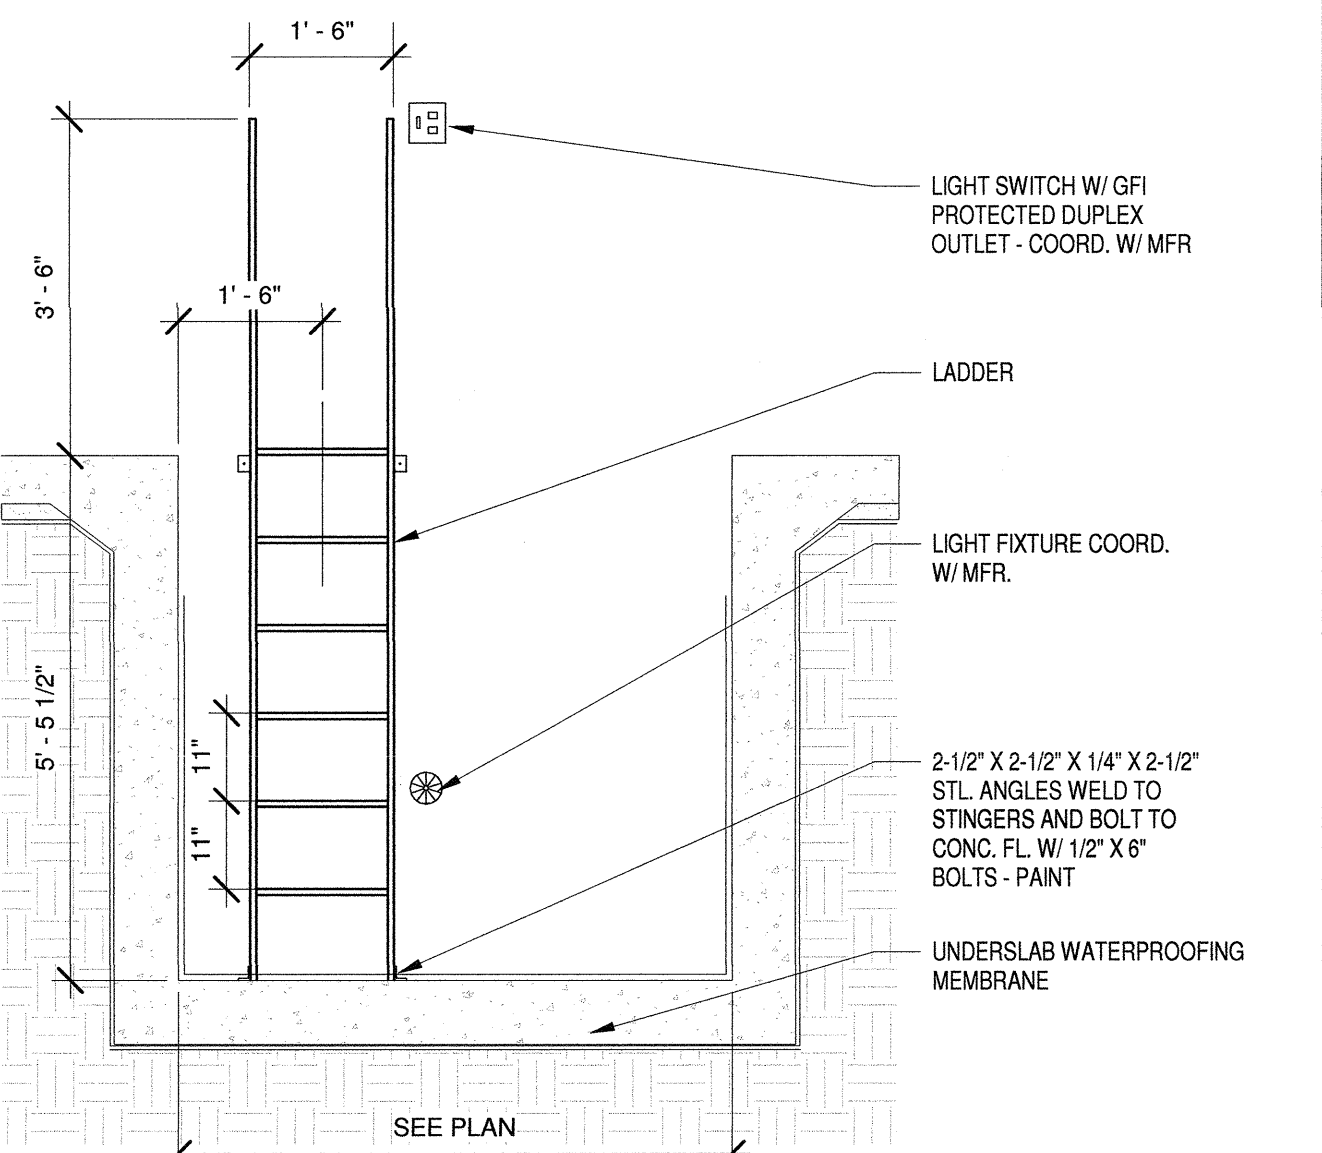 1' - 6"
3' - 6"
1' - 6"
LIGHT SWITCH W/ GFI
PROTECTED DUPLEX
OUTLET - COORD. W/ MFR
LADDER
LIGHT FIXTURE COORD.
W/ MFR.
5' - 5 1/2"
11"
11"
2-1/2" X 2-1/2" X 1/4" X 2-1/2"
STL. ANGLES WELD TO
STINGERS AND BOLT TO
CONC. FL. W/ 1/2" X 6"
BOLTS - PAINT
UNDERSLAB WATERPROOFING
MEMBRANE
SEE PLAN